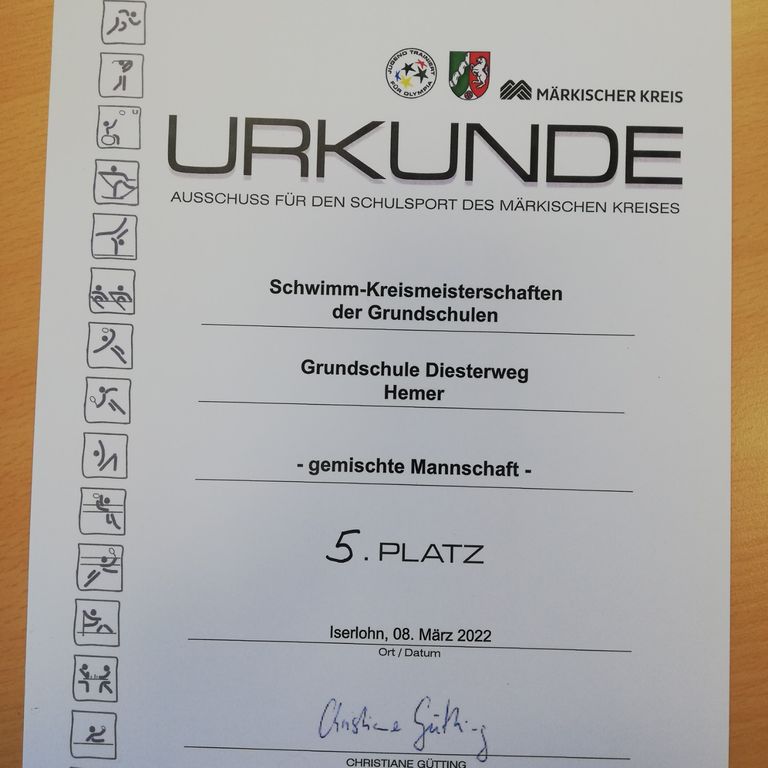 JUGEND TRAINIERT
FÜR OLYMPIA
MÄRKISCHER KREIS
URKUNDE
AUSSCHUSS FÜR DEN SCHULSPORT DES MÄRKISCHEN KREISES
Schwimm-Kreismeisterschaften
der Grundschulen
Grundschule Diesterweg
Hemer
- gemischte Mannschaft -
5. PLATZ
Iserlohn, 08. März 2022
Ort / Datum
Christiane Gütting
CHRISTIANE GÜTTING